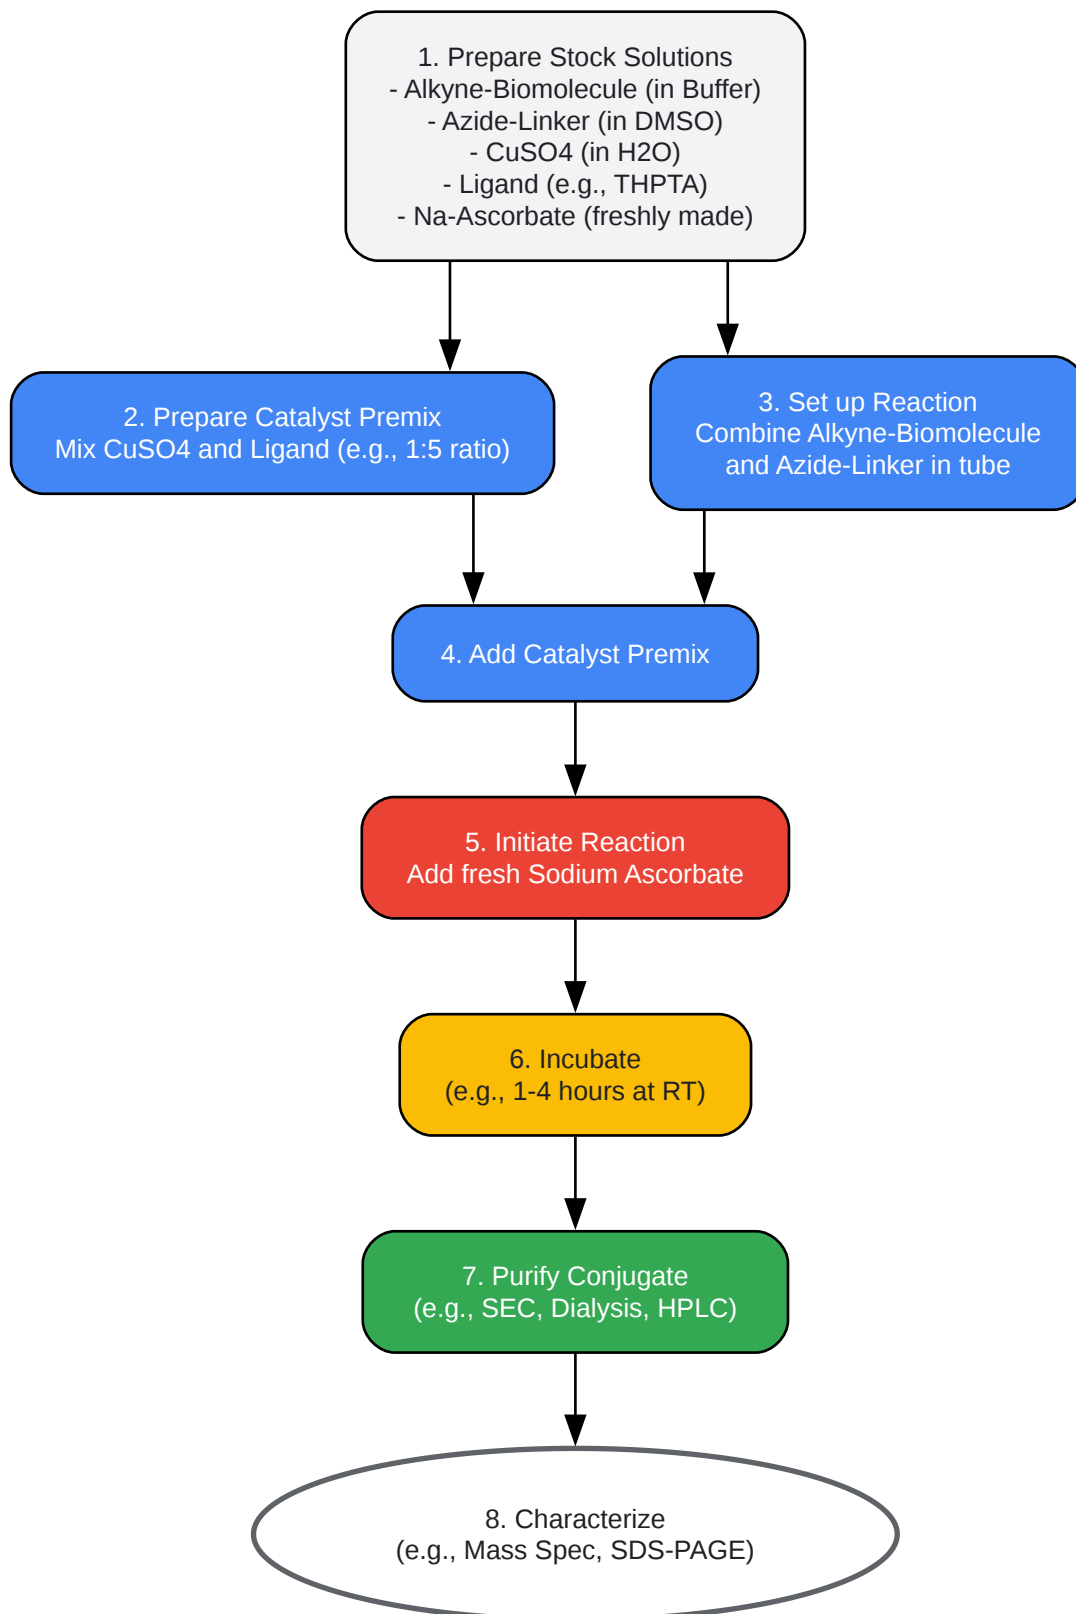 1. Prepare Stock Solutions
- Alkyne-Biomolecule (in Buffer)
- Azide-Linker (in DMSO)
- CuSO4 (in H2O)
- Ligand (e.g., THPTA)
- Na-Ascorbate (freshly made)
2. Prepare Catalyst Premix
Mix CuSO4 and Ligand (e.g., 1:5 ratio)
3. Set up Reaction
Combine Alkyne-Biomolecule
and Azide-Linker in tube
4. Add Catalyst Premix
5. Initiate Reaction
Add fresh Sodium Ascorbate
6. Incubate
(e.g., 1-4 hours at RT)
7. Purify Conjugate
(e.g., SEC, Dialysis, HPLC)
8. Characterize
(e.g., Mass Spec, SDS-PAGE)